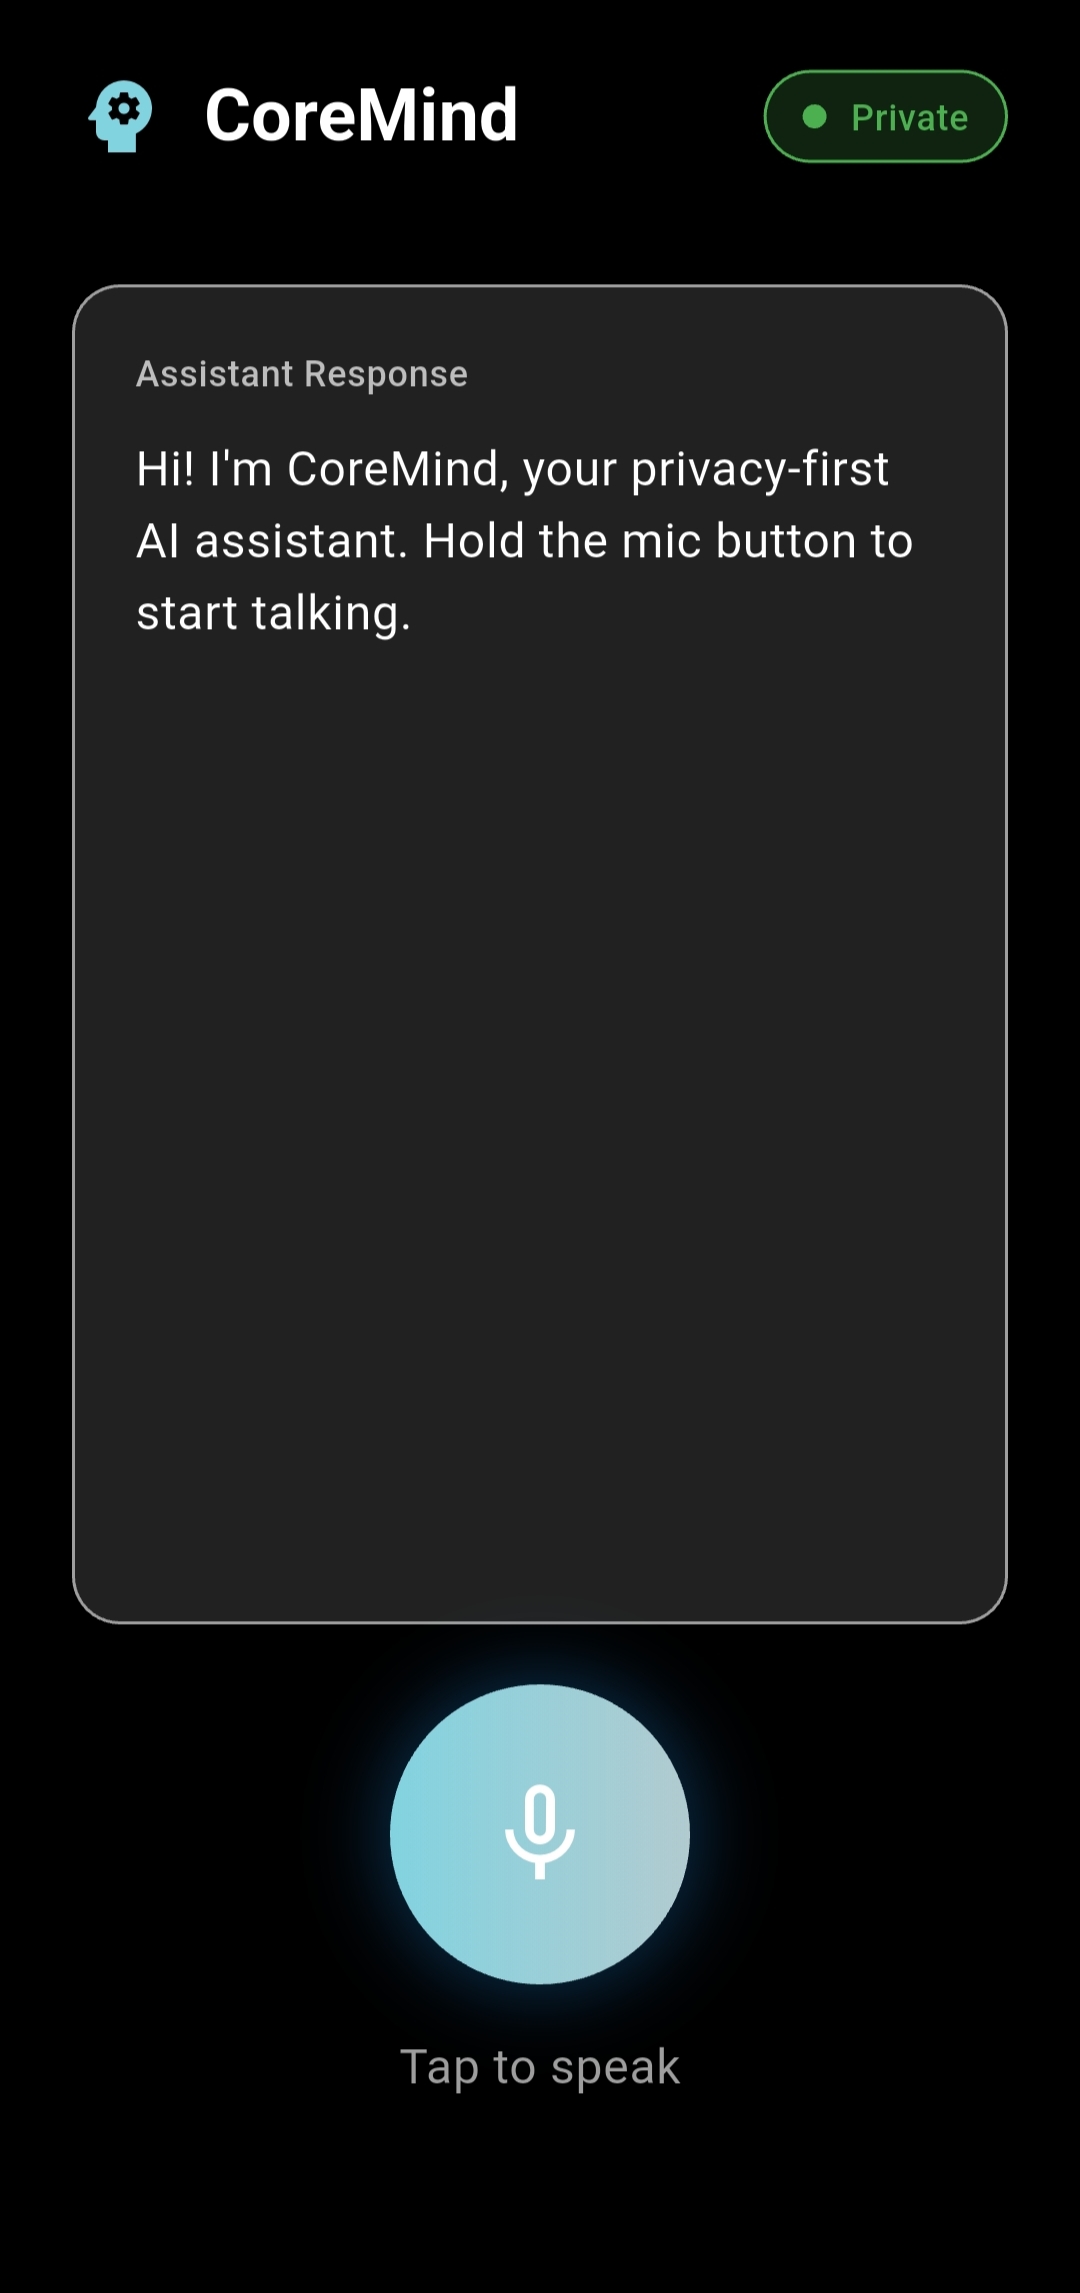 CoreMind
Private
Assistant Response
Hi! I'm CoreMind, your privacy-first
AI assistant. Hold the mic button to
start talking.
Tap to speak